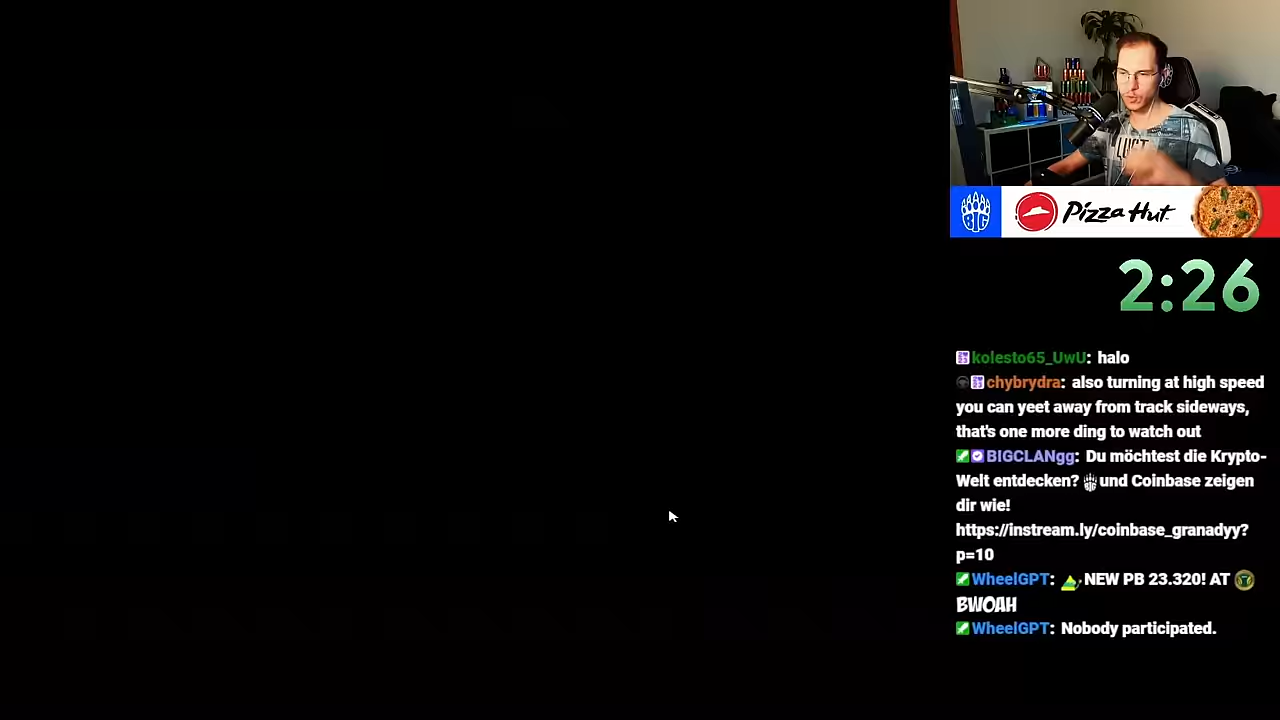 LUCT
BIG
Pizza Hut
2:26
kolesto65_UwU: halo
chybrydra: also turning at high speed
you can yeet away from track sideways,
that's one more ding to watch out
BIGCLANgg: Du möchtest die Krypto-
Welt entdecken? und Coinbase zeigen
dir wie!
https://instream.ly/coinbase_granadyy?
p=10
WheelGPT: NEW PB 23.320! AT
BWOAH
WheelGPT: Nobody participated.